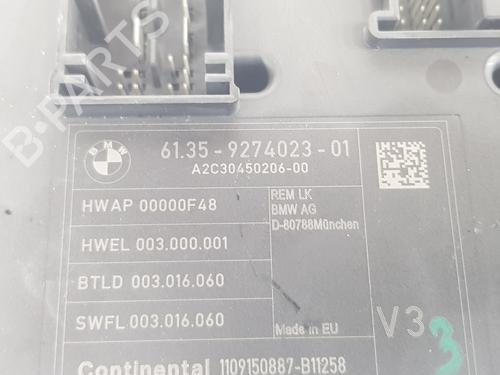 B-PARTS
BMW
61.35-9274023-01
A2C30450206-00
HWAP 00000F48
REM LK
BMW AG
D-80788München
HWEL 003.000.001
BTLD 003.016.060
SWFL 003.016.060
Made in EU
V3
3
Continental 1109150887-B11258